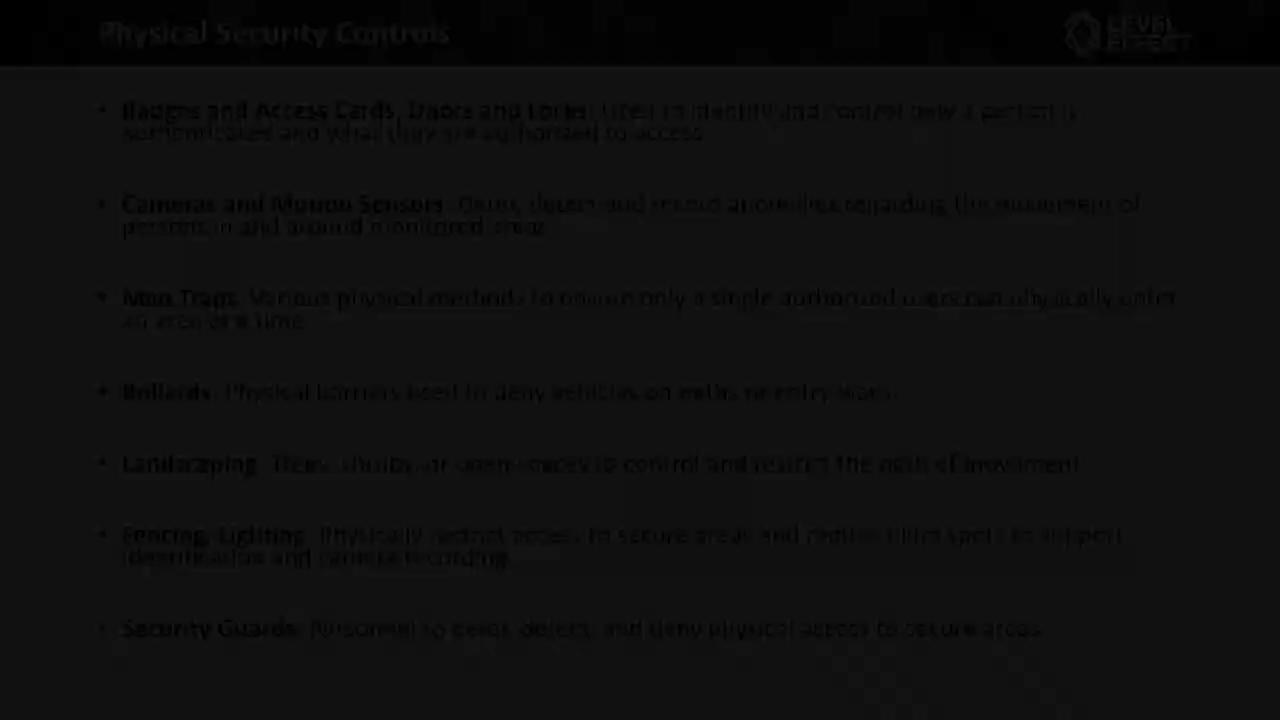 Physical Security Controls
LEVEL
EFFECT
• Badges and Access Cards, Doors and Locks: Used to identify and control how a person is
authenticated and what they are authorized to access.
• Cameras and Motion Sensors: Deter, detect and record anomalies regarding the movement of
persons in and around monitored areas.
• Man Traps: Various physical methods to ensure only a single authorized users can physically enter
an area at a time.
• Bollards: Physical barriers used to deny vehicles on paths or entry ways.
• Landscaping: Trees, shrubs, or open spaces to control and restrict the path of movement.
• Fencing, Lighting: Physically restrict access to secure areas and reduce blind spots to support
identification and camera recording.
• Security Guards: Personnel to deter, detect, and deny physical access to secure areas.